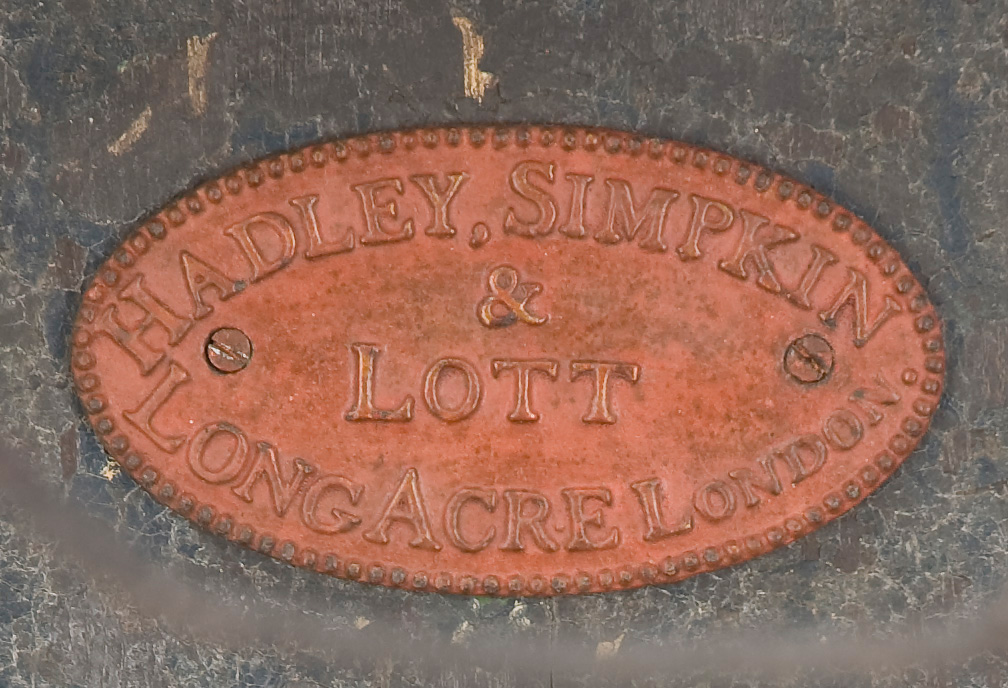 HADLEY, SIMPKIN
&
LOTT
LONG ACRE LONDON.